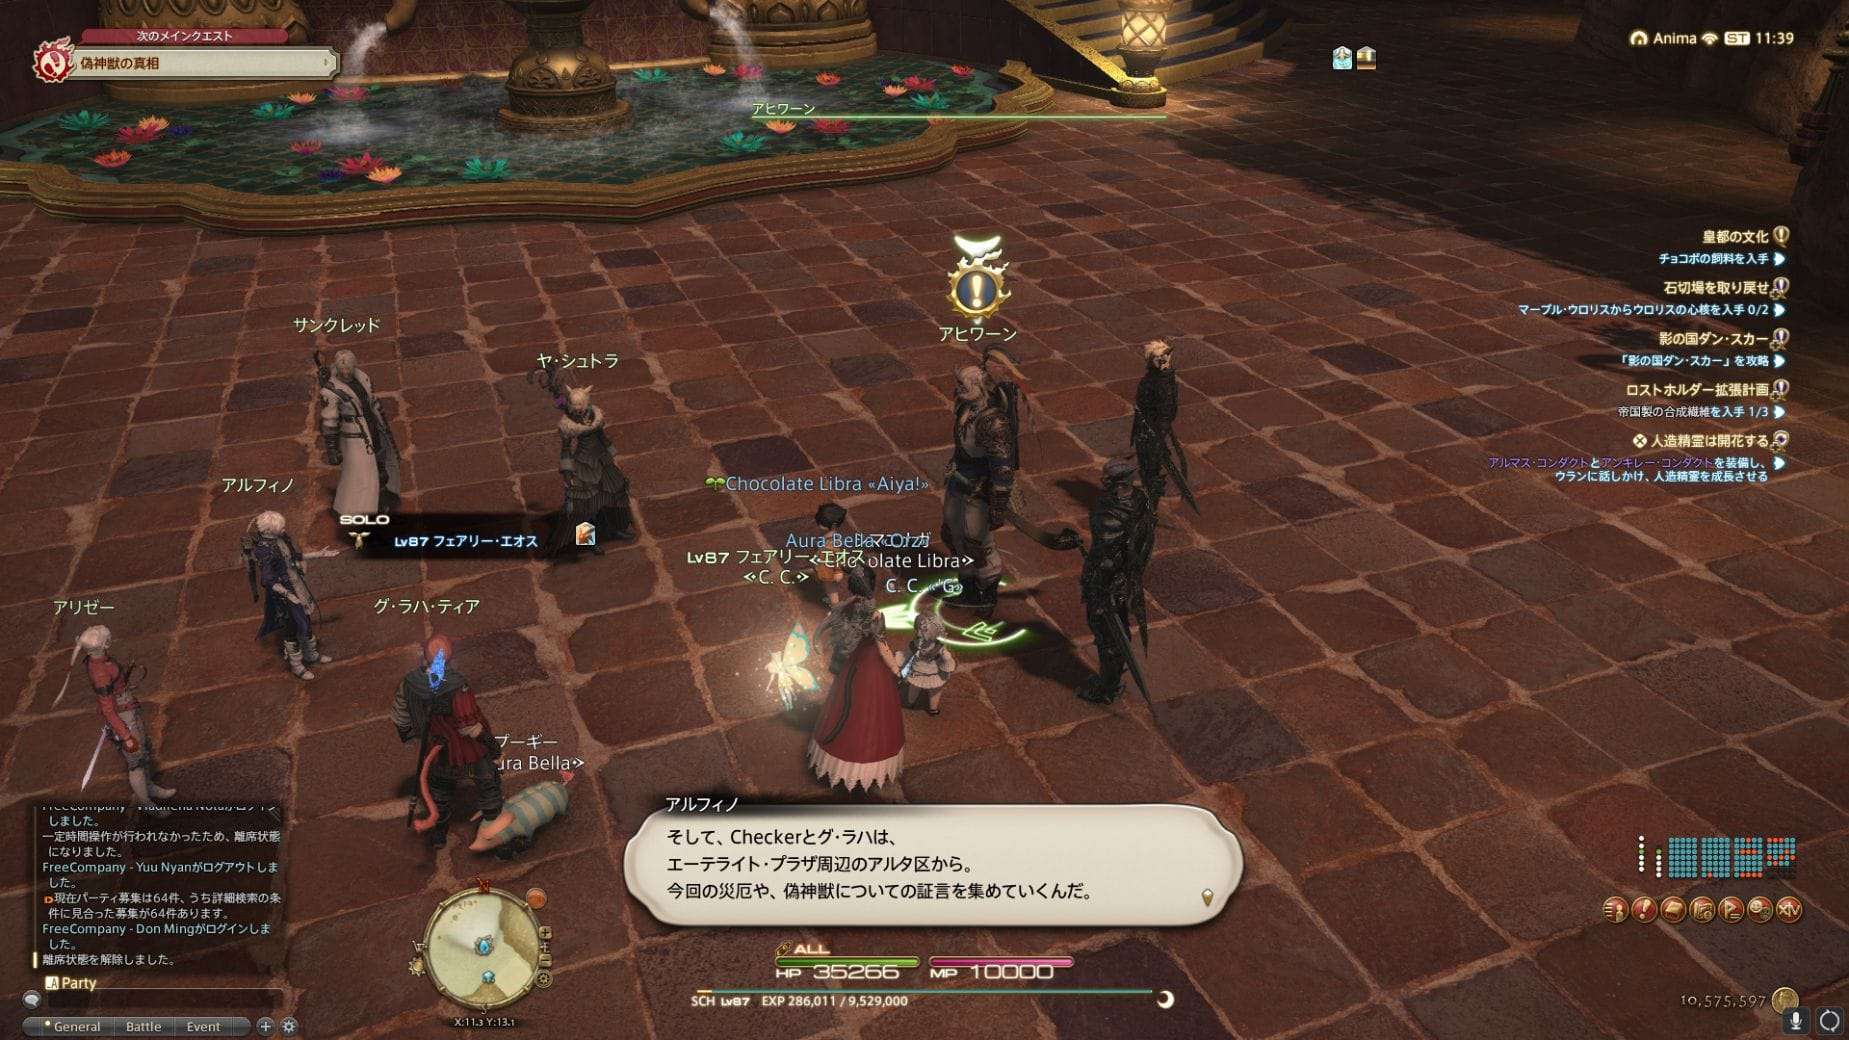 次のメインクエスト
偽神獣の真相
アヒワーン
Anima ST 11:39
皇都の文化
チョコボの飼料を入手
石切場を取り戻せ
マーブル・ウロリスからウロリスの心核を入手 0/2
影の国ダン・スカー
「影の国ダン・スカー」を攻略
ロストホルダー拡張計画
帝国製の合成繊維を入手 1/3
人造精霊は開花する
アルマス・コンダクトとアンキレー・コンダクトを装備し、
ウランに話しかけ、人造精霊を成長させる
サンクレッド
ヤ・シュトラ
アヒワーン
アルフィノ
SOLO
Lv87 フェアリー・エオス
Chocolate Libra «Aiya!»
Aura Bella «Orz»
Lv87 フェアリー・エオス
«C. C.»
アリゼー
グ・ラハ・ティア
プーギー
アルフィノ
そして、Checkerとグ・ラハは、
エーテライト・プラザ周辺のアルタ区から。
今回の災厄や、偽神獣についての証言を集めていくんだ。
しました。
一定時間操作が行われなかったため、離席状態
になりました。
FreeCompany - Yuu Nyanがログアウトしま
した。
現在パーティ募集は64件、うち詳細検索の条
件に見合った募集が64件あります。
FreeCompany - Don Mingがログインしま
した。
離席状態を解除しました。
Party
General Battle Event
X:11.3 Y:13.1
ALL
HP 35266 MP 10000
SCH Lv87 EXP 286,011 / 9,529,000
10,575,597